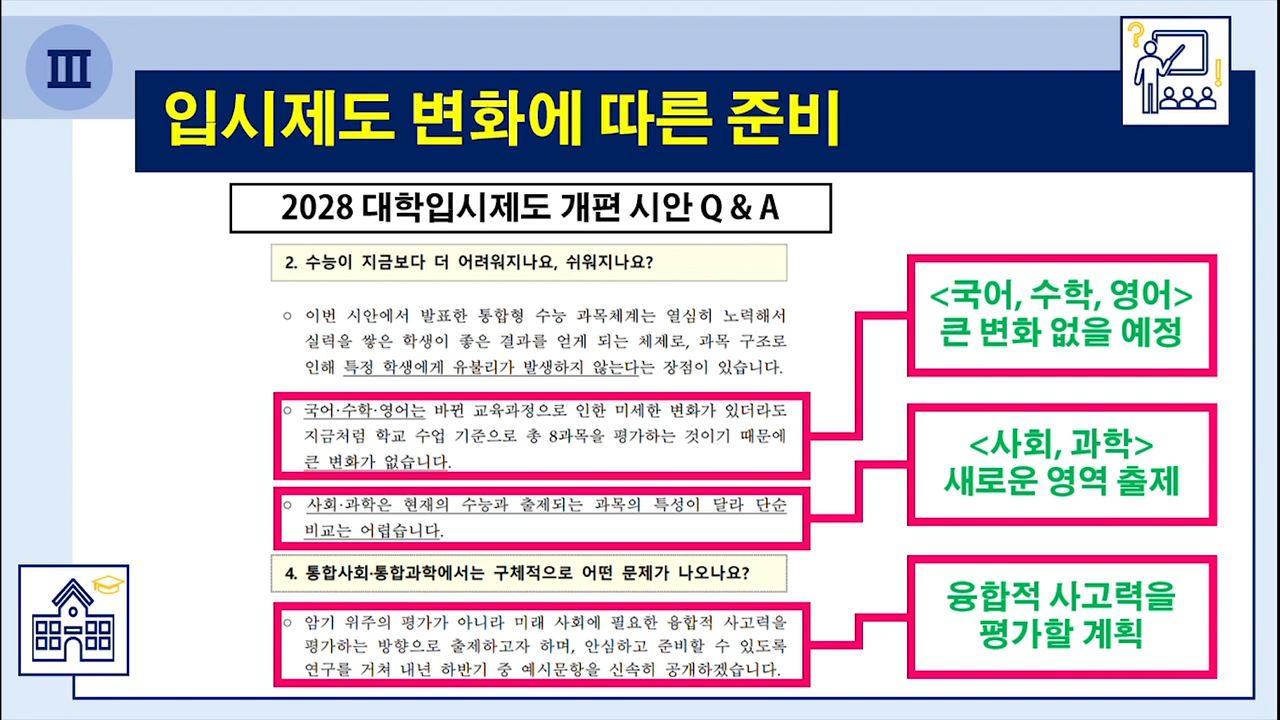 III
입시제도 변화에 따른 준비
?
!
2028 대학입시제도 개편 시안 Q & A
2. 수능이 지금보다 더 어려워지나요, 쉬워지나요?
○ 이번 시안에서 발표한 통합형 수능 과목체계는 열심히 노력해서
실력을 쌓은 학생이 좋은 결과를 얻게 되는 체제로, 과목 구조로
인해 특정 학생에게 유불리가 발생하지 않는다는 장점이 있습니다.
○ 국어·수학·영어는 바뀐 교육과정으로 인한 미세한 변화가 있더라도
지금처럼 학교 수업 기준으로 총 8과목을 평가하는 것이기 때문에
큰 변화가 없습니다.
○ 사회·과학은 현재의 수능과 출제되는 과목의 특성이 달라 단순
비교는 어렵습니다.
4. 통합사회·통합과학에서는 구체적으로 어떤 문제가 나오나요?
○ 암기 위주의 평가가 아니라 미래 사회에 필요한 융합적 사고력을
평가하는 방향으로 출제하고자 하며, 안심하고 준비할 수 있도록
연구를 거쳐 내년 하반기 중 예시문항을 신속히 공개하겠습니다.
<국어, 수학, 영어>
큰 변화 없을 예정
<사회, 과학>
새로운 영역 출제
융합적 사고력을
평가할 계획